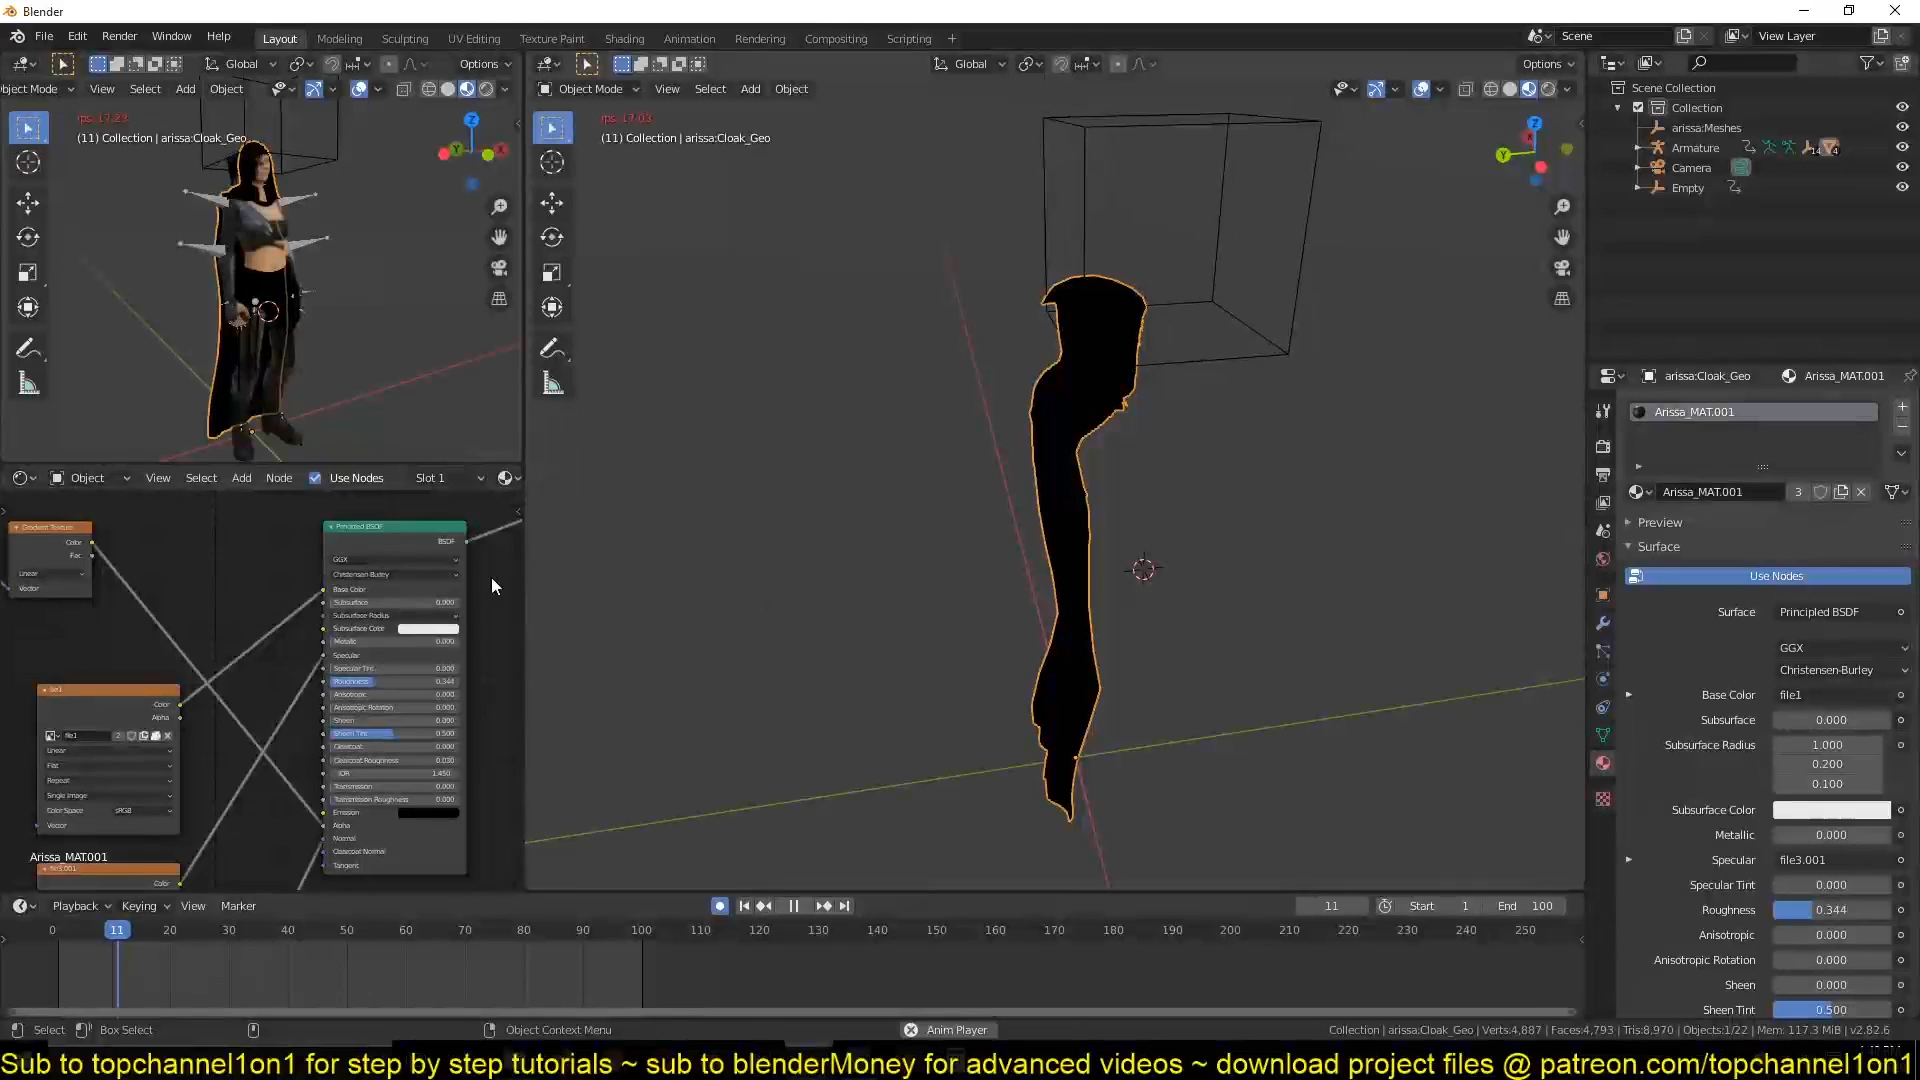 Blender
File Edit Render Window Help Layout Modeling Sculpting UV Editing Texture Paint Shading Animation Rendering Compositing Scripting + Scene View Layer
Global Options Global Options
bject Mode View Select Add Object Object Mode View Select Add Object
fps: 17.23
(11) Collection | arissa:Cloak_Geo
fps: 17.03
(11) Collection | arissa:Cloak_Geo
Z
Y
X
Z
Y
Scene Collection
Collection
arissa:Meshes
Armature 14 4
Camera
Empty
Object View Select Add Node Use Nodes Slot 1
Gradient Texture
Color
Fac
Linear
Vector
file1
Color
Alpha
file1 2
Linear
Flat
Repeat
Single Image
Color Space sRGB
Vector
Arissa_MAT.001
file3.001
Color
Principled BSDF
BSDF
GGX
Christensen-Burley
Base Color
Subsurface 0.000
Subsurface Radius
Subsurface Color
Metallic 0.000
Specular
Specular Tint 0.000
Roughness 0.344
Anisotropic 0.000
Anisotropic Rotation 0.000
Sheen 0.000
Sheen Tint 0.500
Clearcoat 0.000
Clearcoat Roughness 0.030
IOR 1.450
Transmission 0.000
Transmission Roughness 0.000
Emission
Alpha
Normal
Clearcoat Normal
Tangent
arissa:Cloak_Geo Arissa_MAT.001
Arissa_MAT.001
Arissa_MAT.001 3
Preview
Surface
Use Nodes
Surface Principled BSDF
GGX
Christensen-Burley
Base Color file1
Subsurface 0.000
Subsurface Radius 1.000
0.200
0.100
Subsurface Color
Metallic 0.000
Specular file3.001
Specular Tint 0.000
Roughness 0.344
Anisotropic 0.000
Anisotropic Rotation 0.000
Sheen 0.000
Sheen Tint 0.500
Playback Keying View Marker 11 Start 1 End 100
0 11 20 30 40 50 60 70 80 90 100 110 120 130 140 150 160 170 180 190 200 210 220 230 240 250
Select Box Select Object Context Menu Anim Player Collection | arissa:Cloak_Geo | Verts:4,887 | Faces:4,793 | Tris:8,970 | Objects:1/22 | Mem: 117.3 MiB | v2.82.6
Sub to topchannel1on1 for step by step tutorials ~ sub to blenderMoney for advanced videos ~ download project files @ patreon.com/topchannel1on1